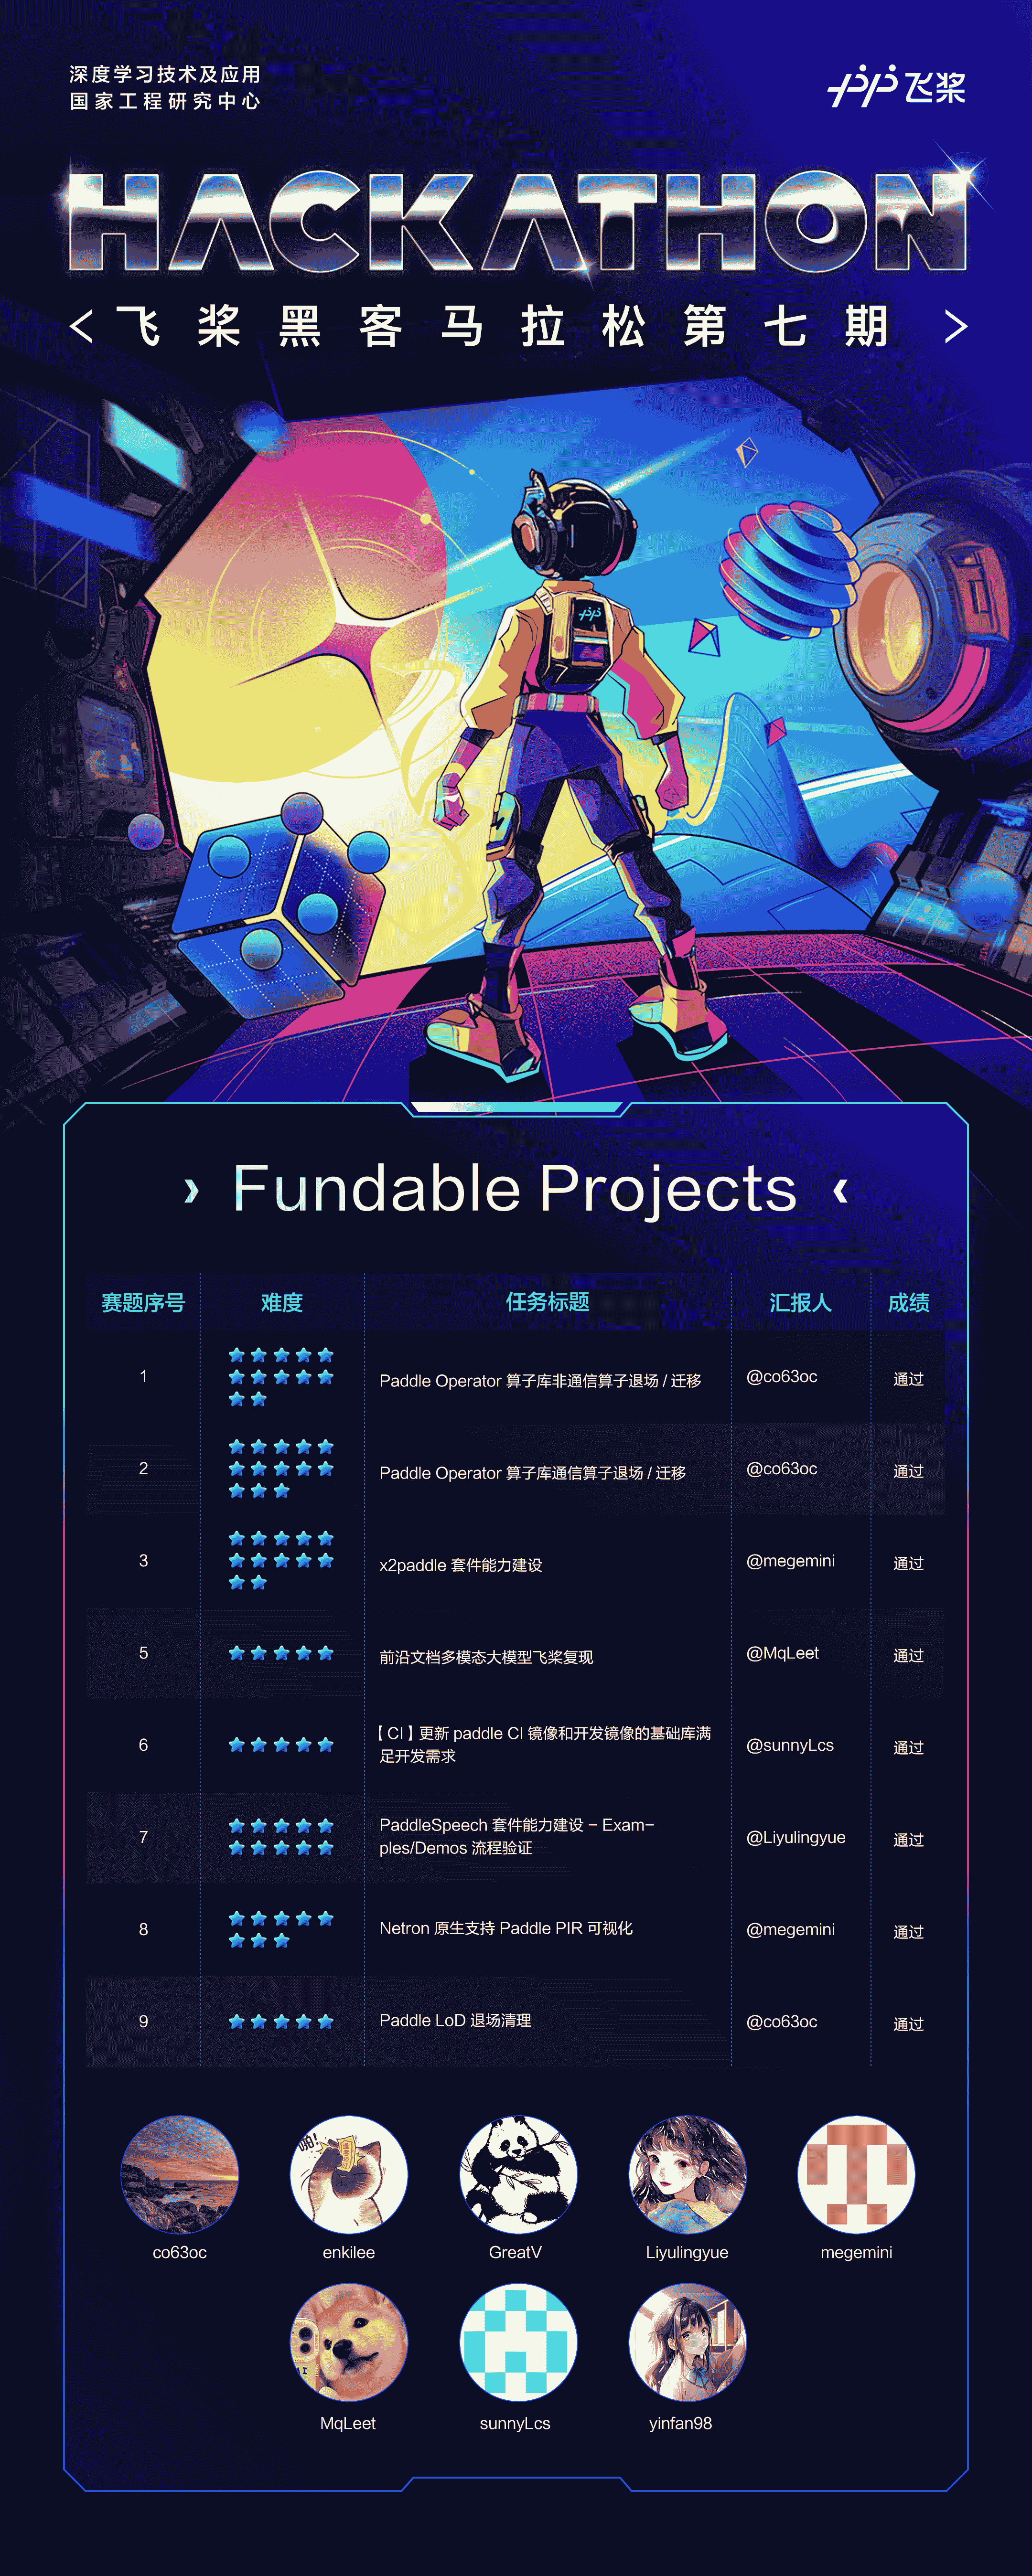 深度学习技术及应用
国家工程研究中心
飞桨
HACKATHON
<飞桨黑客马拉松第七期>
› Fundable Projects ‹
赛题序号 难度 任务标题 汇报人 成绩
1 Paddle Operator 算子库非通信算子退场 / 迁移 @co63oc 通过
2 Paddle Operator 算子库通信算子退场 / 迁移 @co63oc 通过
3 x2paddle 套件能力建设 @megemini 通过
5 前沿文档多模态大模型飞桨复现 @MqLeet 通过
6 【CI】更新 paddle CI 镜像和开发镜像的基础库满
足开发需求 @sunnyLcs 通过
7 PaddleSpeech 套件能力建设 – Exam–
ples/Demos 流程验证 @Liyulingyue 通过
8 Netron 原生支持 Paddle PIR 可视化 @megemini 通过
9 Paddle LoD 退场清理 @co63oc 通过
co63oc enkilee GreatV Liyulingyue megemini
MqLeet sunnyLcs yinfan98